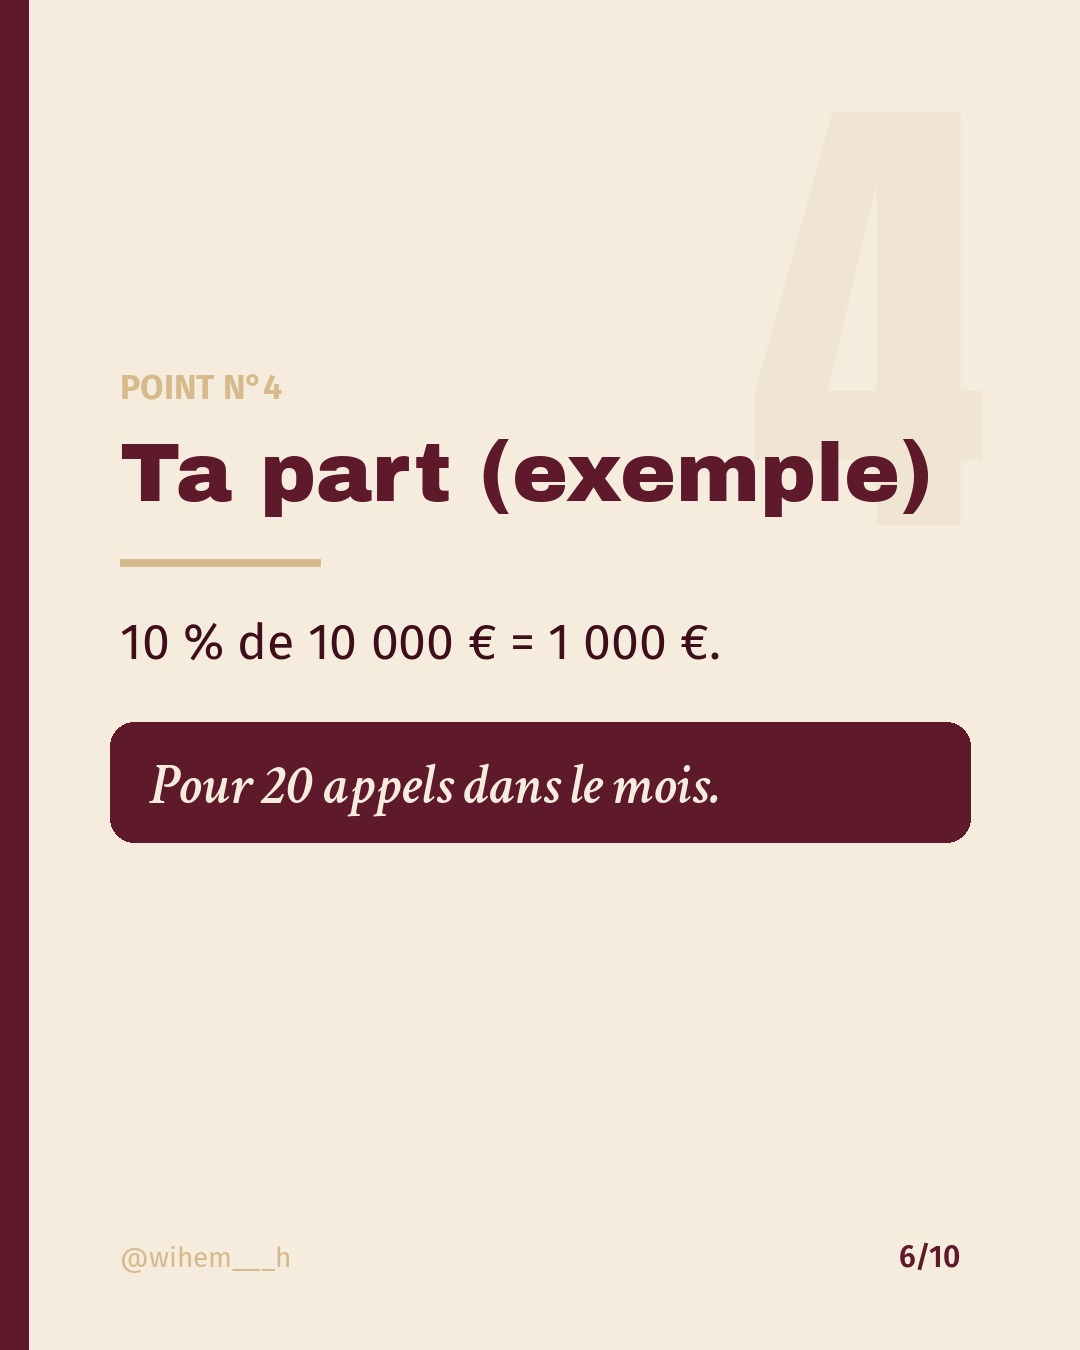 4
POINT N°4
Ta part (exemple)
10 % de 10 000 € = 1 000 €.
Pour 20 appels dans le mois.
@wihem___h
6/10